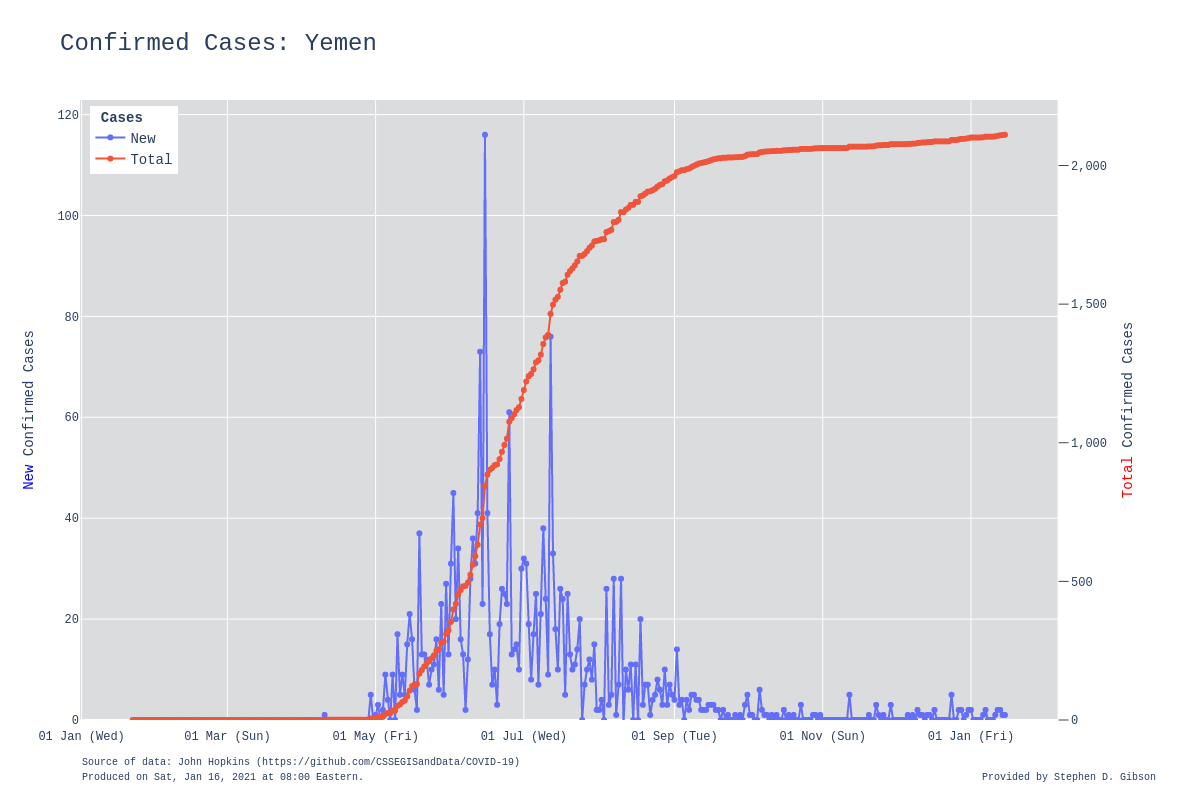 Confirmed Cases: Yemen
Cases
New
Total
120
100
80
60
40
20
0
2,000
1,500
1,000
500
0
New Confirmed Cases
Total Confirmed Cases
01 Jan (Wed)
01 Mar (Sun)
01 May (Fri)
01 Jul (Wed)
01 Sep (Tue)
01 Nov (Sun)
01 Jan (Fri)
Source of data: John Hopkins (https://github.com/CSSEGISandData/COVID-19)
Produced on Sat, Jan 16, 2021 at 08:00 Eastern.
Provided by Stephen D. Gibson